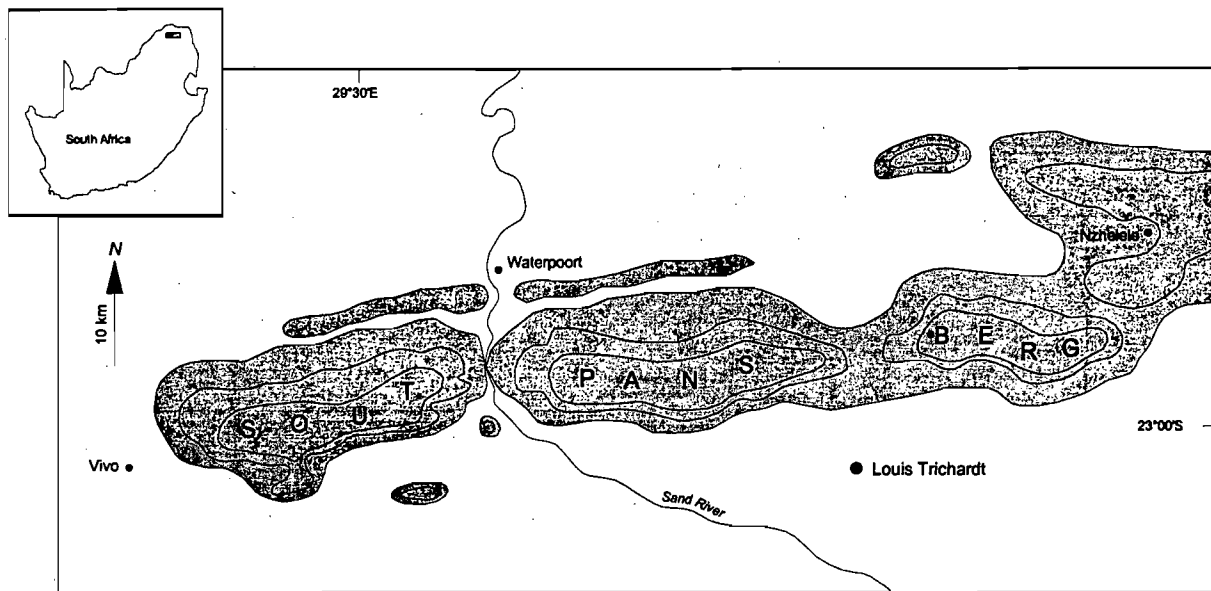 South Africa
29°30'E
N
10 km
Waterpoort
Nzhelele
S O U T P A N S B E R G
23°00'S
Vivo
Louis Trichardt
Sand River